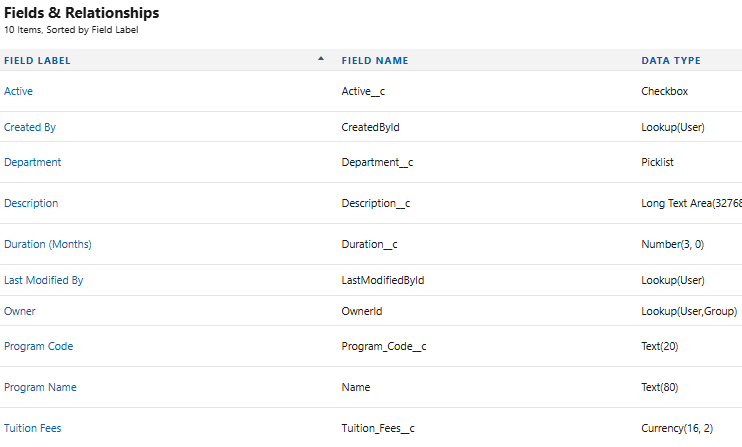 Fields & Relationships
10 Items, Sorted by Field Label
FIELD LABEL FIELD NAME DATA TYPE
Active Active__c Checkbox
Created By CreatedById Lookup(User)
Department Department__c Picklist
Description Description__c Long Text Area(32768
Duration (Months) Duration__c Number(3, 0)
Last Modified By LastModifiedById Lookup(User)
Owner OwnerId Lookup(User,Group)
Program Code Program_Code__c Text(20)
Program Name Name Text(80)
Tuition Fees Tuition_Fees__c Currency(16, 2)